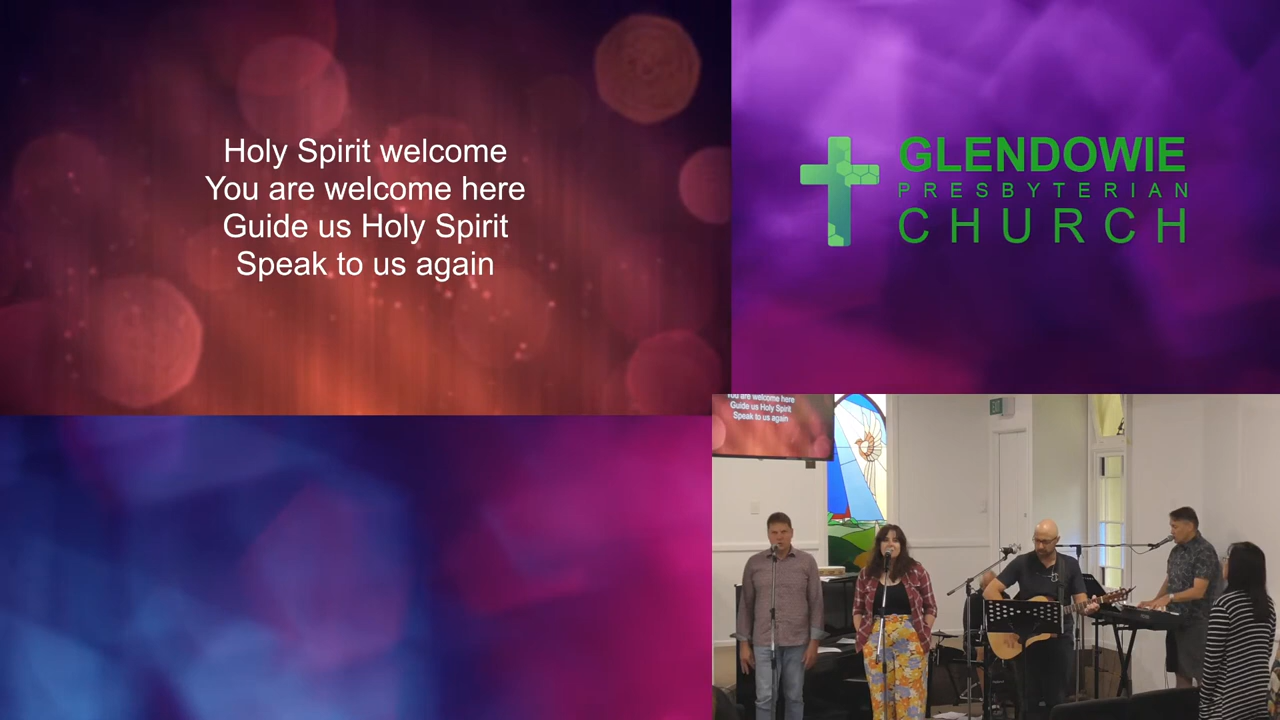 Holy Spirit welcome
You are welcome here
Guide us Holy Spirit
Speak to us again
GLENDOWIE
PRESBYTERIAN
CHURCH
You are welcome here
Guide us Holy Spirit
Speak to us again
EXIT